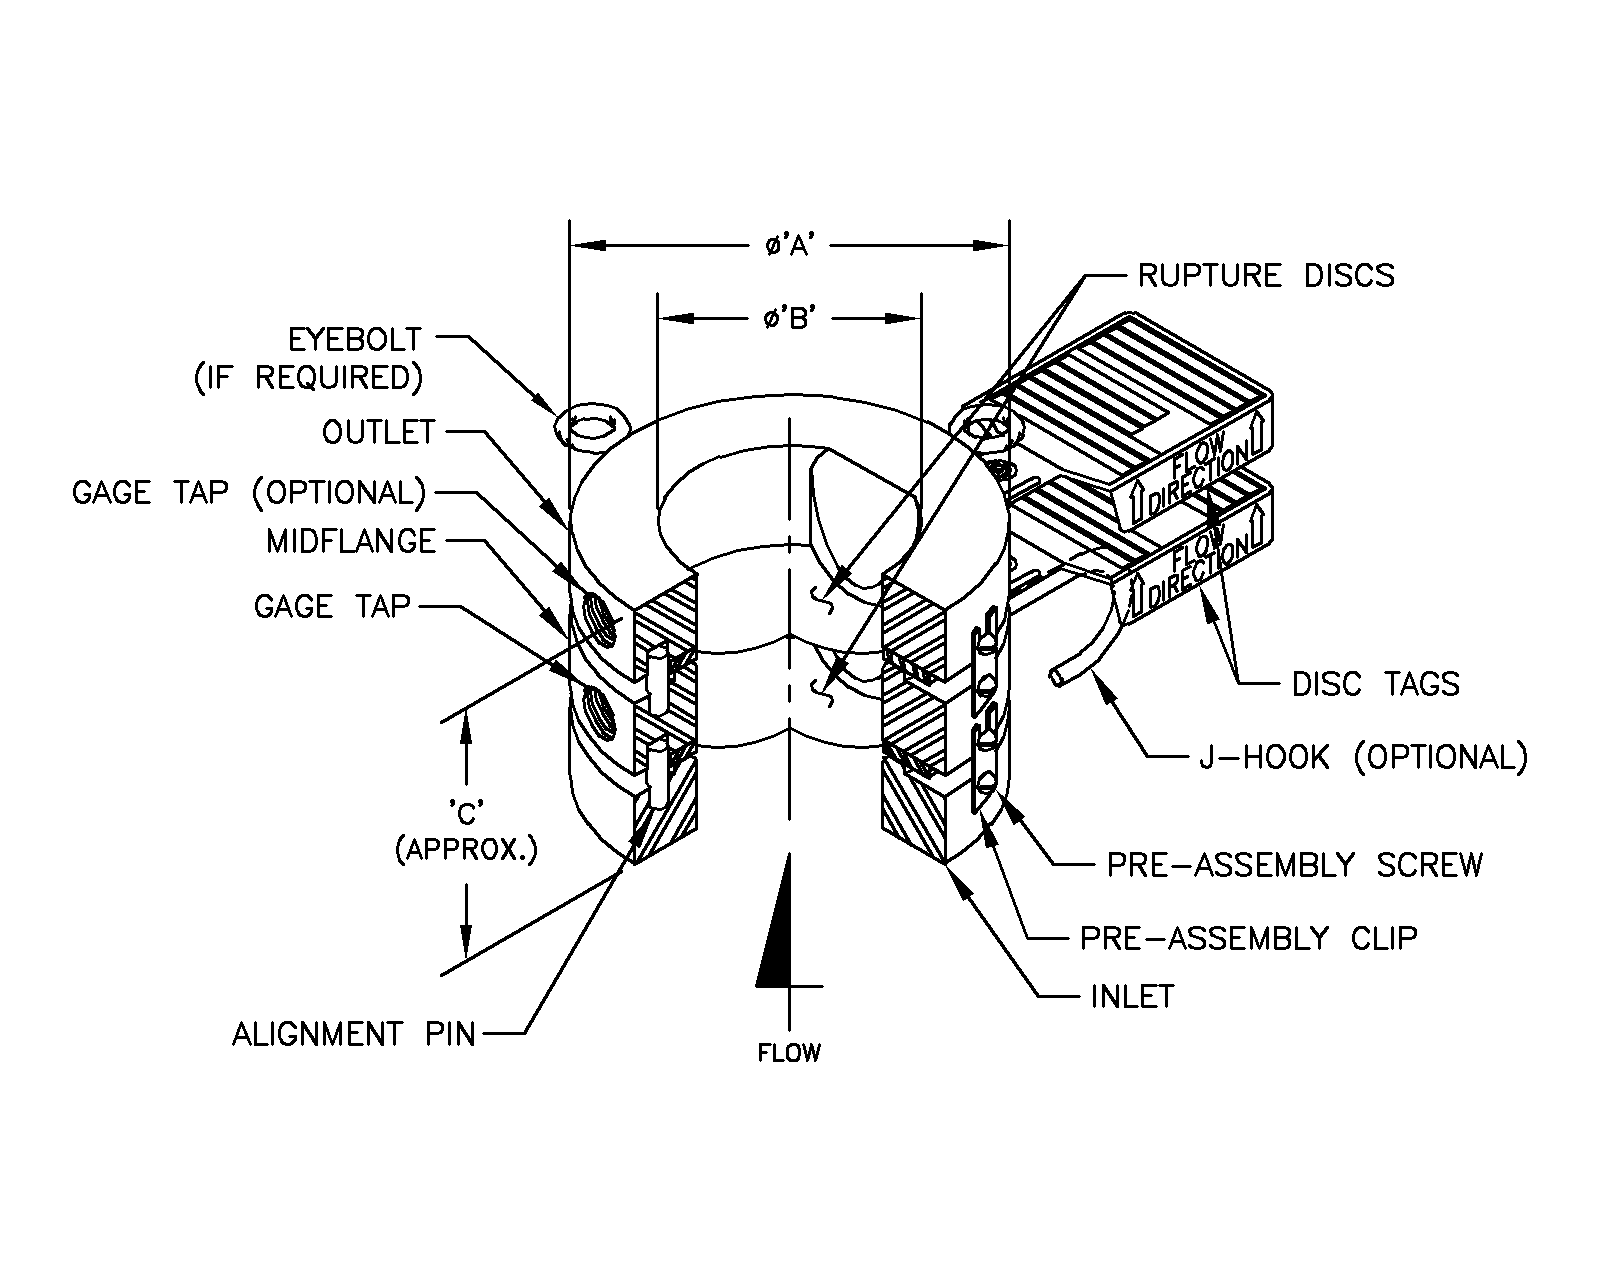 ø'A'
RUPTURE DISCS
ø'B'
EYEBOLT
(IF REQUIRED)
OUTLET
GAGE TAP (OPTIONAL)
MIDFLANGE
GAGE TAP
FLOW
DIRECTION
FLOW
DIRECTION
DISC TAGS
J-HOOK (OPTIONAL)
'C'
(APPROX.)
PRE-ASSEMBLY SCREW
PRE-ASSEMBLY CLIP
INLET
ALIGNMENT PIN
FLOW